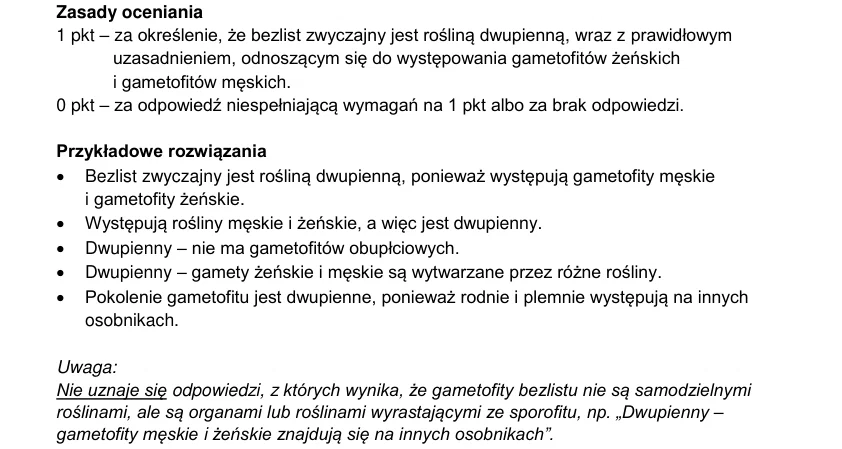 Zasady oceniania
1 pkt – za określenie, że bezlist zwyczajny jest rośliną dwupienną, wraz z prawidłowym
uzasadnieniem, odnoszącym się do występowania gametofitów żeńskich
i gametofitów męskich.
0 pkt – za odpowiedź niespełniającą wymagań na 1 pkt albo za brak odpowiedzi.
Przykładowe rozwiązania
• Bezlist zwyczajny jest rośliną dwupienną, ponieważ występują gametofity męskie
i gametofity żeńskie.
• Występują rośliny męskie i żeńskie, a więc jest dwupienny.
• Dwupienny – nie ma gametofitów obupłciowych.
• Dwupienny – gamety żeńskie i męskie są wytwarzane przez różne rośliny.
• Pokolenie gametofitu jest dwupienne, ponieważ rodnie i plemnie występują na innych
osobnikach.
Uwaga:
Nie uznaje się odpowiedzi, z których wynika, że gametofity bezlistu nie są samodzielnymi
roślinami, ale są organami lub roślinami wyrastającymi ze sporofitu, np. „Dwupienny –
gametofity męskie i żeńskie znajdują się na innych osobnikach”.